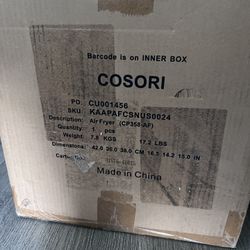 Barcode is on INNER BOX
COSORI
PO: CU001456
SKU: KAAPAFCSNUS0024
Description: Air Fryer (CP358-AF)
Quantity: 1 pcs
Weight: 7.8 KGS 17.2 LBS
Dimensions: 42.0 36.0 38.0 CM 16.5 14.2 15.0 IN
Made in China